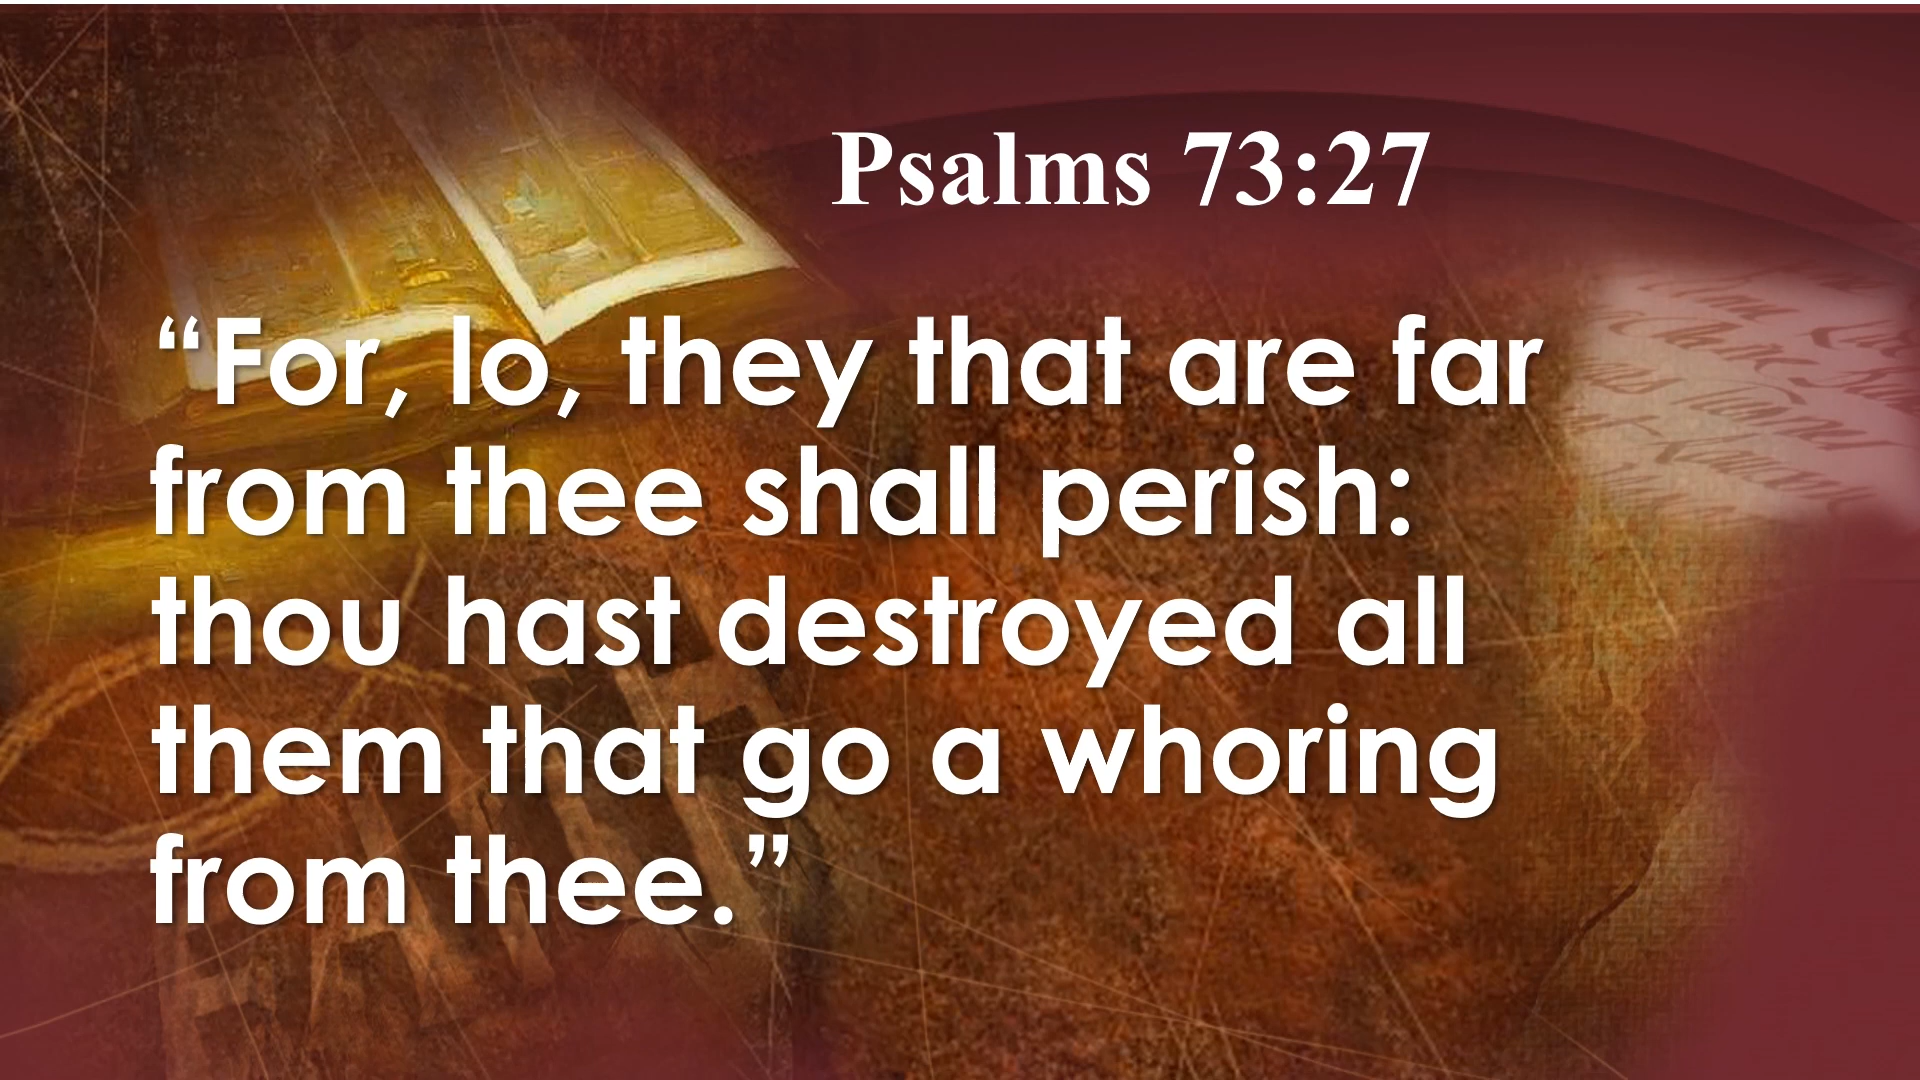 Psalms 73:27
“For, lo, they that are far
from thee shall perish:
thou hast destroyed all
them that go a whoring
from thee.”